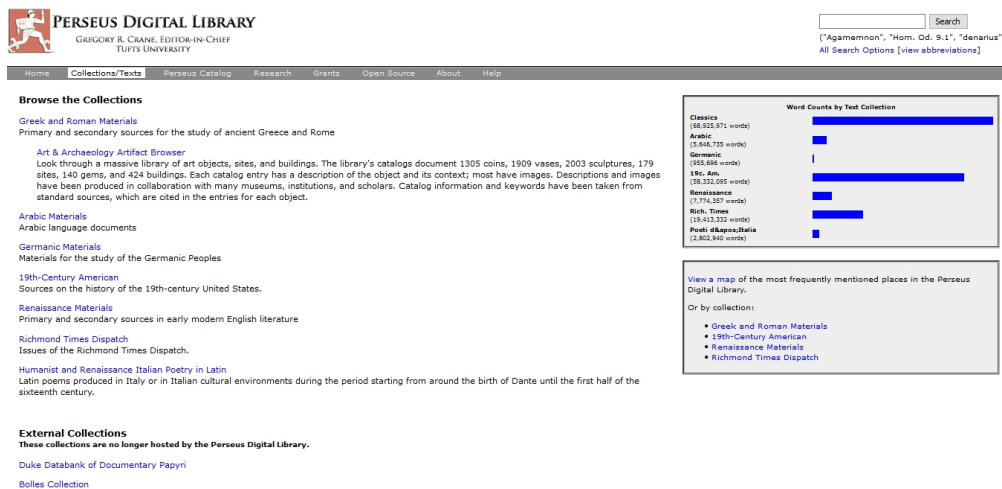 PERSEUS DIGITAL LIBRARY
GREGORY R. CRANE, EDITOR-IN-CHIEF
TUFTS UNIVERSITY
Search
("Agamemnon", "Hom. Od. 9.1", "denarius"
All Search Options [view abbreviations]
Home Collections/Texts Perseus Catalog Research Grants Open Source About Help
Browse the Collections
Greek and Roman Materials
Primary and secondary sources for the study of ancient Greece and Rome
Art & Archaeology Artifact Browser
Look through a massive library of art objects, sites, and buildings. The library's catalogs document 1305 coins, 1909 vases, 2003 sculptures, 179
sites, 140 gems, and 424 buildings. Each catalog entry has a description of the object and its context; most have images. Descriptions and images
have been produced in collaboration with many museums, institutions, and scholars. Catalog information and keywords have been taken from
standard sources, which are cited in the entries for each object.
Arabic Materials
Arabic language documents
Germanic Materials
Materials for the study of the Germanic Peoples
19th-Century American
Sources on the history of the 19th-century United States.
Renaissance Materials
Primary and secondary sources in early modern English literature
Richmond Times Dispatch
Issues of the Richmond Times Dispatch.
Humanist and Renaissance Italian Poetry in Latin
Latin poems produced in Italy or in Italian cultural environments during the period starting from around the birth of Dante until the first half of the
sixteenth century.
External Collections
These collections are no longer hosted by the Perseus Digital Library.
Duke Databank of Documentary Papyri
Bolles Collection
Word Counts by Text Collection
Classics
(68,925,971 words)
Arabic
(5,646,735 words)
Germanic
(955,696 words)
19c. Am.
(58,332,095 words)
Renaissance
(7,774,357 words)
Rich. Times
(19,413,332 words)
Poeti d&apos;Italia
(2,802,940 words)
View a map of the most frequently mentioned places in the Perseus
Digital Library.
Or by collection:
• Greek and Roman Materials
• 19th-Century American
• Renaissance Materials
• Richmond Times Dispatch